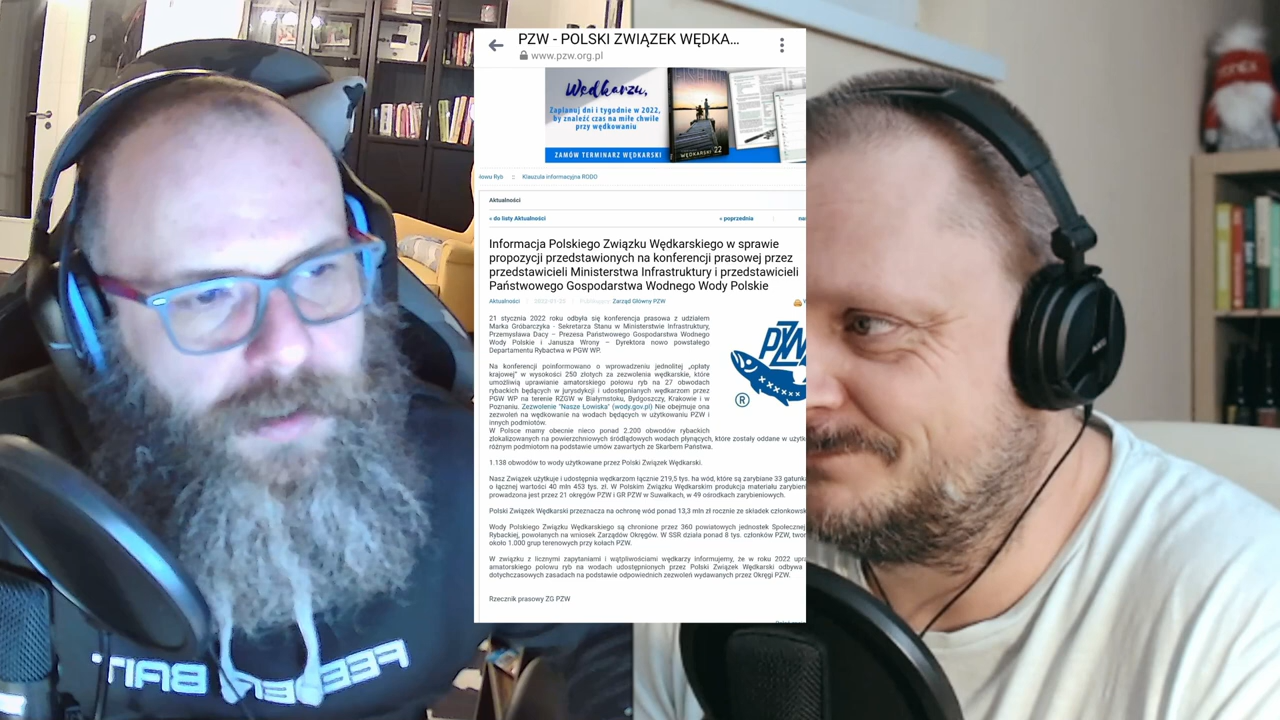 PZW - POLSKI ZWIĄZEK WĘDKA...
www.pzw.org.pl
Wędkarzu,
Zaplanuj dni i tygodnie w 2022,
by znaleźć czas na miłe chwile
przy wędkowaniu
ZAMÓW TERMINARZ WĘDKARSKI
WĘDKARSKI 22
łowu Ryb :: Klauzula informacyjna RODO
Aktualności
« do listy Aktualności « poprzednia nas
Informacja Polskiego Związku Wędkarskiego w sprawie
propozycji przedstawionych na konferencji prasowej przez
przedstawicieli Ministerstwa Infrastruktury i przedstawicieli
Państwowego Gospodarstwa Wodnego Wody Polskie
Aktualności Zarząd Główny PZW
21 stycznia 2022 roku odbyła się konferencja prasowa z udziałem
Marka Gróbarczyka - Sekretarza Stanu w Ministerstwie Infrastruktury,
Przemysława Dacy – Prezesa Państwowego Gospodarstwa Wodnego
Wody Polskie i Janusza Wrony – Dyrektora nowo powstałego
Departamentu Rybactwa w PGW WP.
Na konferencji poinformowano o wprowadzeniu jednolitej „opłaty
krajowej" w wysokości 250 złotych za zezwolenia wędkarskie, które
umożliwią uprawianie amatorskiego połowu ryb na 27 obwodach
rybackich będących w jurysdykcji i udostępnianych wędkarzom przez
PGW WP na terenie RZGW w Białymstoku, Bydgoszczy, Krakowie i w
Poznaniu. Zezwolenie "Nasze Łowiska" (wody.gov.pl) Nie obejmuje ona
zezwoleń na wędkowanie na wodach będących w użytkowaniu PZW i
innych podmiotów.
W Polsce mamy obecnie nieco ponad 2.200 obwodów rybackich
zlokalizowanych na powierzchniowych śródlądowych wodach płynących, które zostały oddane w użytk
różnym podmiotom na podstawie umów zawartych ze Skarbem Państwa.
1.138 obwodów to wody użytkowane przez Polski Związek Wędkarski.
Nasz Związek użytkuje i udostępnia wędkarzom łącznie 219,5 tys. ha wód, które są zarybiane 33 gatunka
o łącznej wartości 40 mln 453 tys. zł. W Polskim Związku Wędkarskim produkcja materiału zarybien
prowadzona jest przez 21 okręgów PZW i GR PZW w Suwałkach, w 49 ośrodkach zarybieniowych.
Polski Związek Wędkarski przeznacza na ochronę wód ponad 13,3 mln zł rocznie ze składek członkowsk
Wody Polskiego Związku Wędkarskiego są chronione przez 360 powiatowych jednostek Społecznej
Rybackiej, powołanych na wniosek Zarządów Okręgów. W SSR działa ponad 8 tys. członków PZW, twor
około 1.000 grup terenowych przy kołach PZW.
W związku z licznymi zapytaniami i wątpliwościami wędkarzy informujemy, że w roku 2022 upra
amatorskiego połowu ryb na wodach udostępnionych przez Polski Związek Wędkarski odbywa
dotychczasowych zasadach na podstawie odpowiednich zezwoleń wydawanych przez Okręgi PZW.
Rzecznik prasowy ZG PZW
PZW
®
FEEDER BAIT